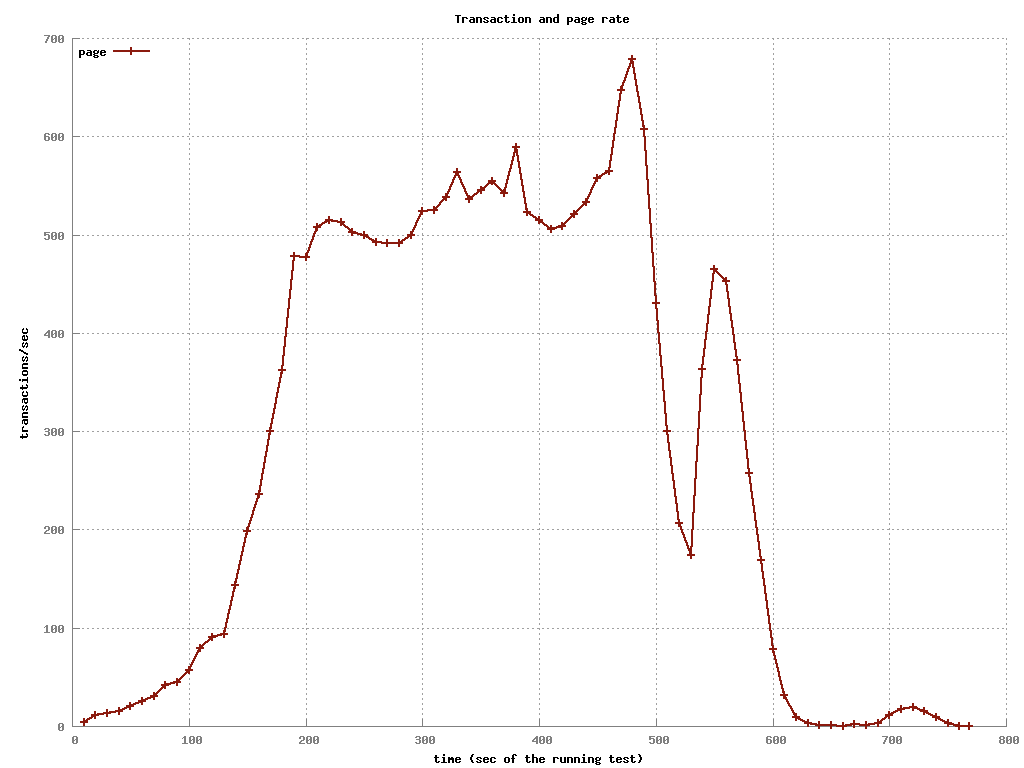 Transaction and page rate
700
page
600
500
400
transactions/sec
300
200
100
0
0 100 200 300 400 500 600 700 800
time (sec of the running test)